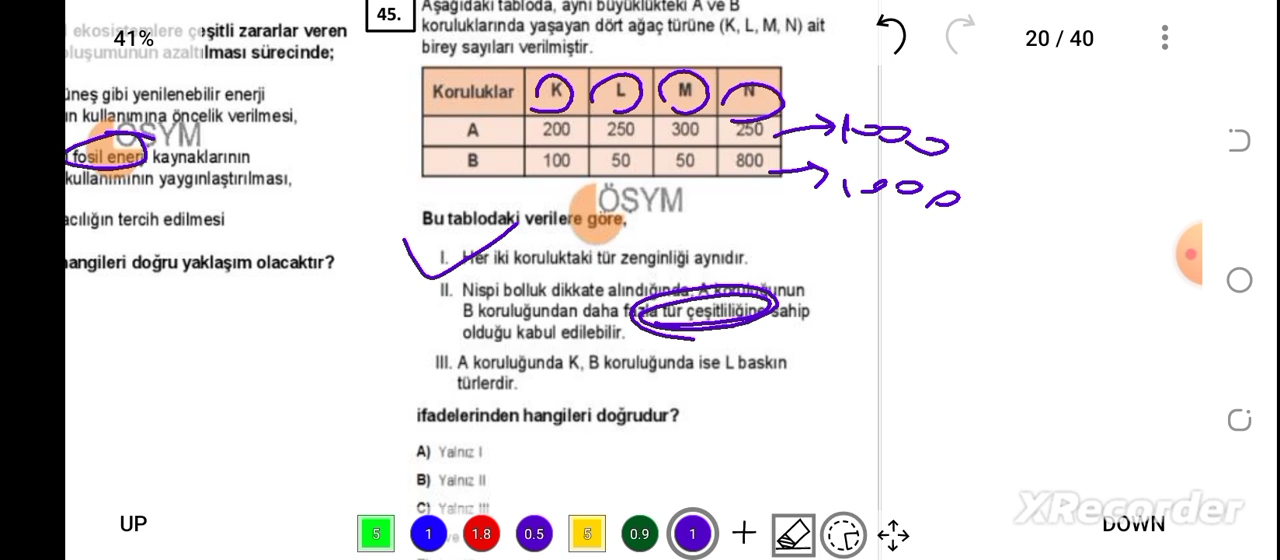 41%
20 / 40
ekosistemlere çeşitli zararlar veren
oluşumunun azaltılması sürecinde;
güneş gibi yenilenebilir enerji
kullanımına öncelik verilmesi,
ÖSYM
fosil enerji kaynaklarının
kullanımının yaygınlaştırılması,
acılığın tercih edilmesi
hangileri doğru yaklaşım olacaktır?
45.
Aşağıdaki tabloda, aynı büyüklükteki A ve B
koruluklarında yaşayan dört ağaç türüne (K, L, M, N) ait
birey sayıları verilmiştir.
Koruluklar K L M N
A 200 250 300 250 1000
B 100 50 50 800 1000
ÖSYM
Bu tablodaki verilere göre,
I. Her iki koruluktaki tür zenginliği aynıdır.
II. Nispi bolluk dikkate alındığında A koruluğunun
B koruluğundan daha fazla tür çeşitliliğine sahip
olduğu kabul edilebilir.
III. A koruluğunda K, B koruluğunda ise L baskın
türlerdir.
ifadelerinden hangileri doğrudur?
A) Yalnız I
B) Yalnız II
C) Yalnız III
ve
UP
5 1 1.8 0.5 5 0.9 1
XRecorder
DOWN